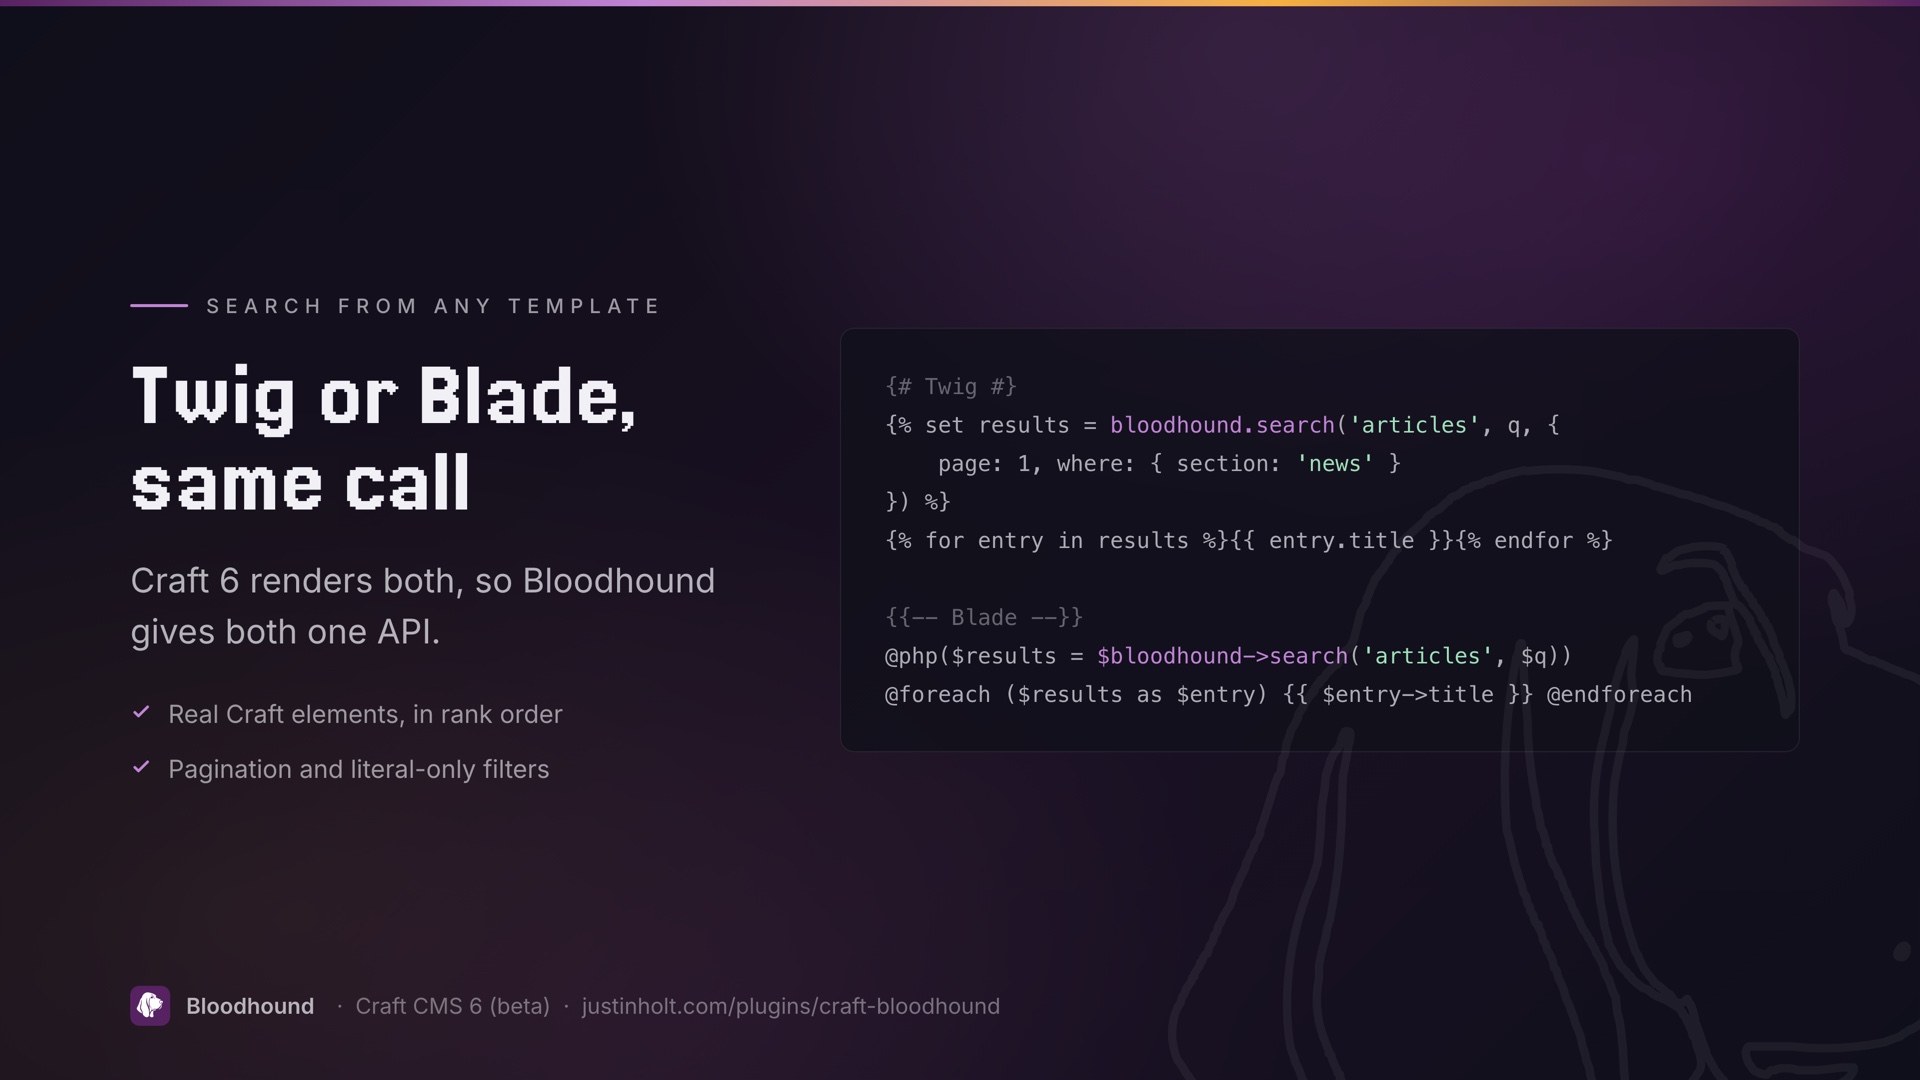 SEARCH FROM ANY TEMPLATE
Twig or Blade,
same call
Craft 6 renders both, so Bloodhound
gives both one API.
Real Craft elements, in rank order
Pagination and literal-only filters
{# Twig #}
{% set results = bloodhound.search('articles', q, {
    page: 1, where: { section: 'news' }
}) %}
{% for entry in results %}{{ entry.title }}{% endfor %}
{{-- Blade --}}
@php($results = $bloodhound->search('articles', $q))
@foreach ($results as $entry) {{ $entry->title }} @endforeach
Bloodhound · Craft CMS 6 (beta) · justinholt.com/plugins/craft-bloodhound